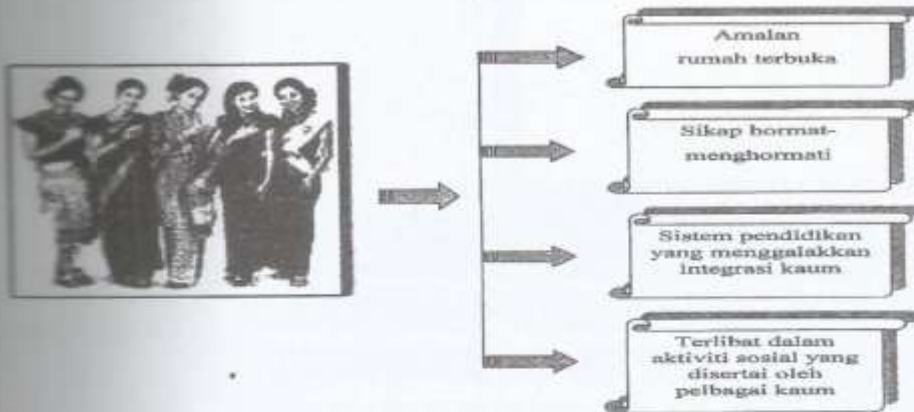 Amalan
rumah terbuka
Sikap hormat-
menghormati
Sistem pendidikan
yang menggalakkan
integrasi kaum
Terlibat dalam
aktiviti sosial yang
disertai oleh
pelbagai kaum